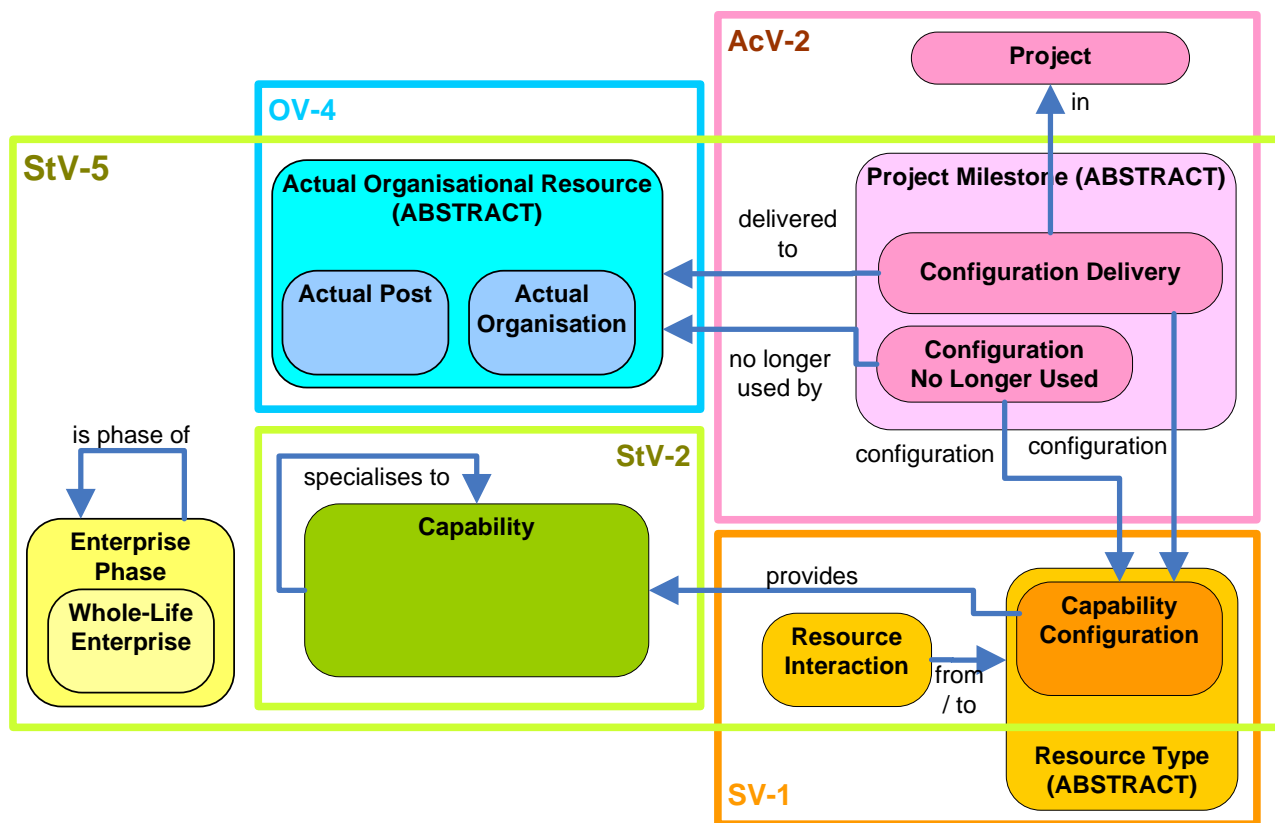 AcV-2
Project
in
OV-4
StV-5
Actual Organisational Resource
(ABSTRACT)
Actual Post
Actual
Organisation
Project Milestone (ABSTRACT)
delivered
to
Configuration Delivery
no longer
used by
Configuration
No Longer Used
is phase of
specialises to
StV-2
configuration
configuration
Capability
Enterprise
Phase
Whole-Life
Enterprise
provides
Resource
Interaction
from
/ to
Capability
Configuration
Resource Type
(ABSTRACT)
SV-1